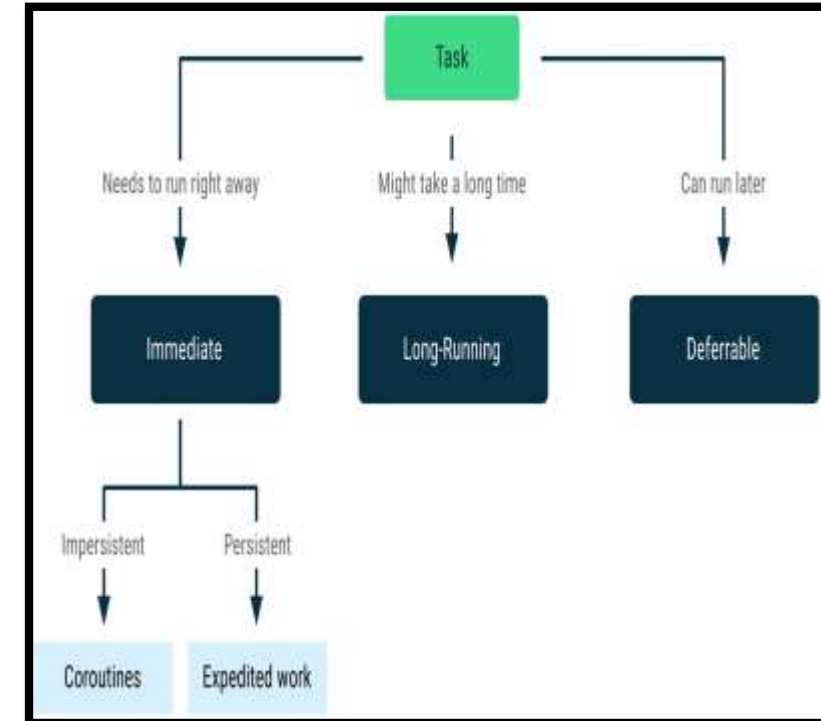 Task
Needs to run right away
Might take a long time
Can run later
Immediate
Long-Running
Deferrable
Impersistent
Persistent
Coroutines
Expedited work